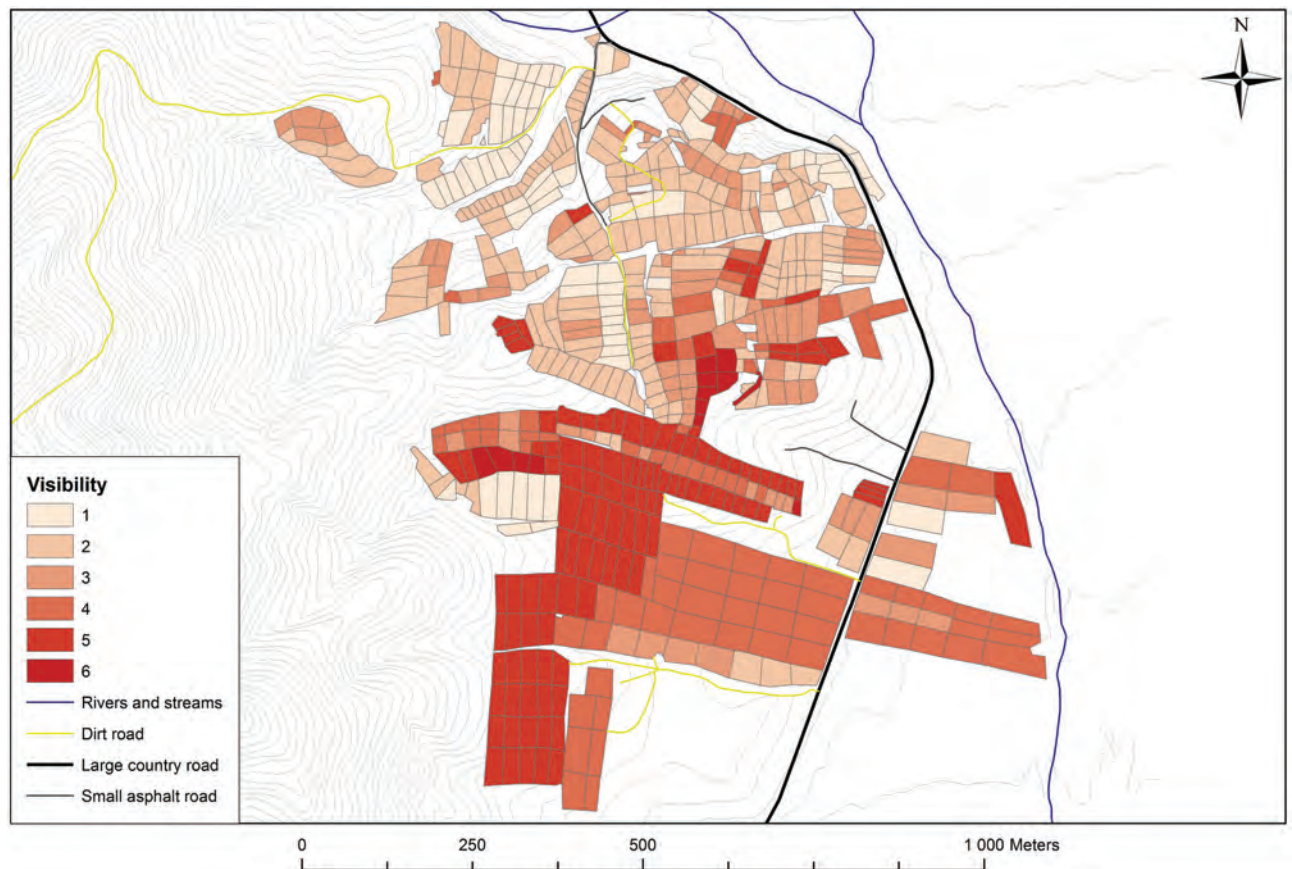 N
Visibility
1
2
3
4
5
6
Rivers and streams
Dirt road
Large country road
Small asphalt road
0 250 500 1 000 Meters